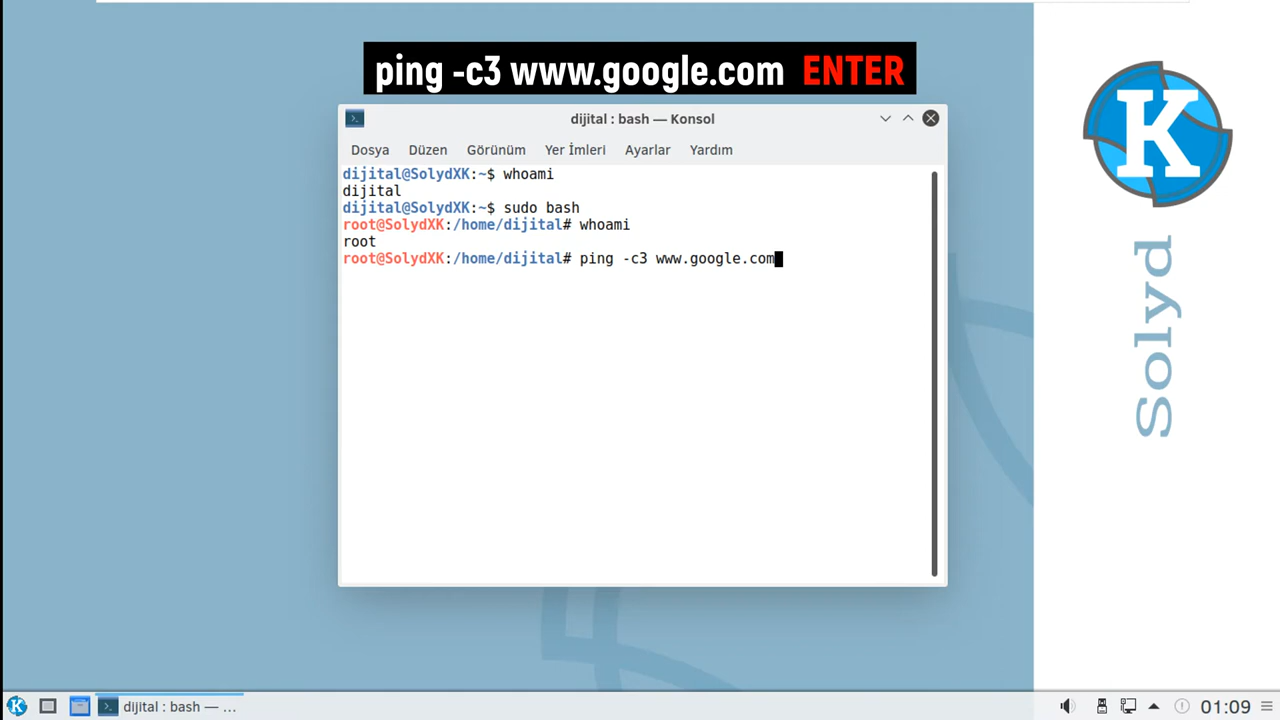 ping -c3 www.google.com ENTER
dijital : bash — Konsol
Dosya Düzen Görünüm Yer İmleri Ayarlar Yardım
dijital@SolydXK:~$ whoami
dijital
dijital@SolydXK:~$ sudo bash
root@SolydXK:/home/dijital# whoami
root
root@SolydXK:/home/dijital# ping -c3 www.google.com
K
Solyd
dijital : bash — ...
01:09